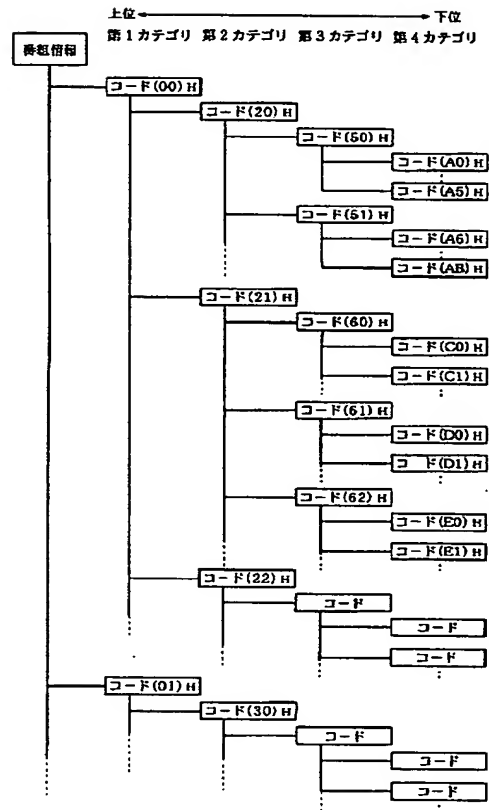 上位 下位
第1カテゴリ 第2カテゴリ 第3カテゴリ 第4カテゴリ
番組情報
コード(00)H
コード(20)H
コード(50)H
コード(A0)H
コード(A5)H
コード(51)H
コード(A6)H
コード(AB)H
コード(21)H
コード(60)H
コード(C0)H
コード(C1)H
コード(61)H
コード(D0)H
コード(D1)H
コード(62)H
コード(E0)H
コード(E1)H
コード(22)H
コード
コード
コード
コード(01)H
コード(30)H
コード
コード
コード